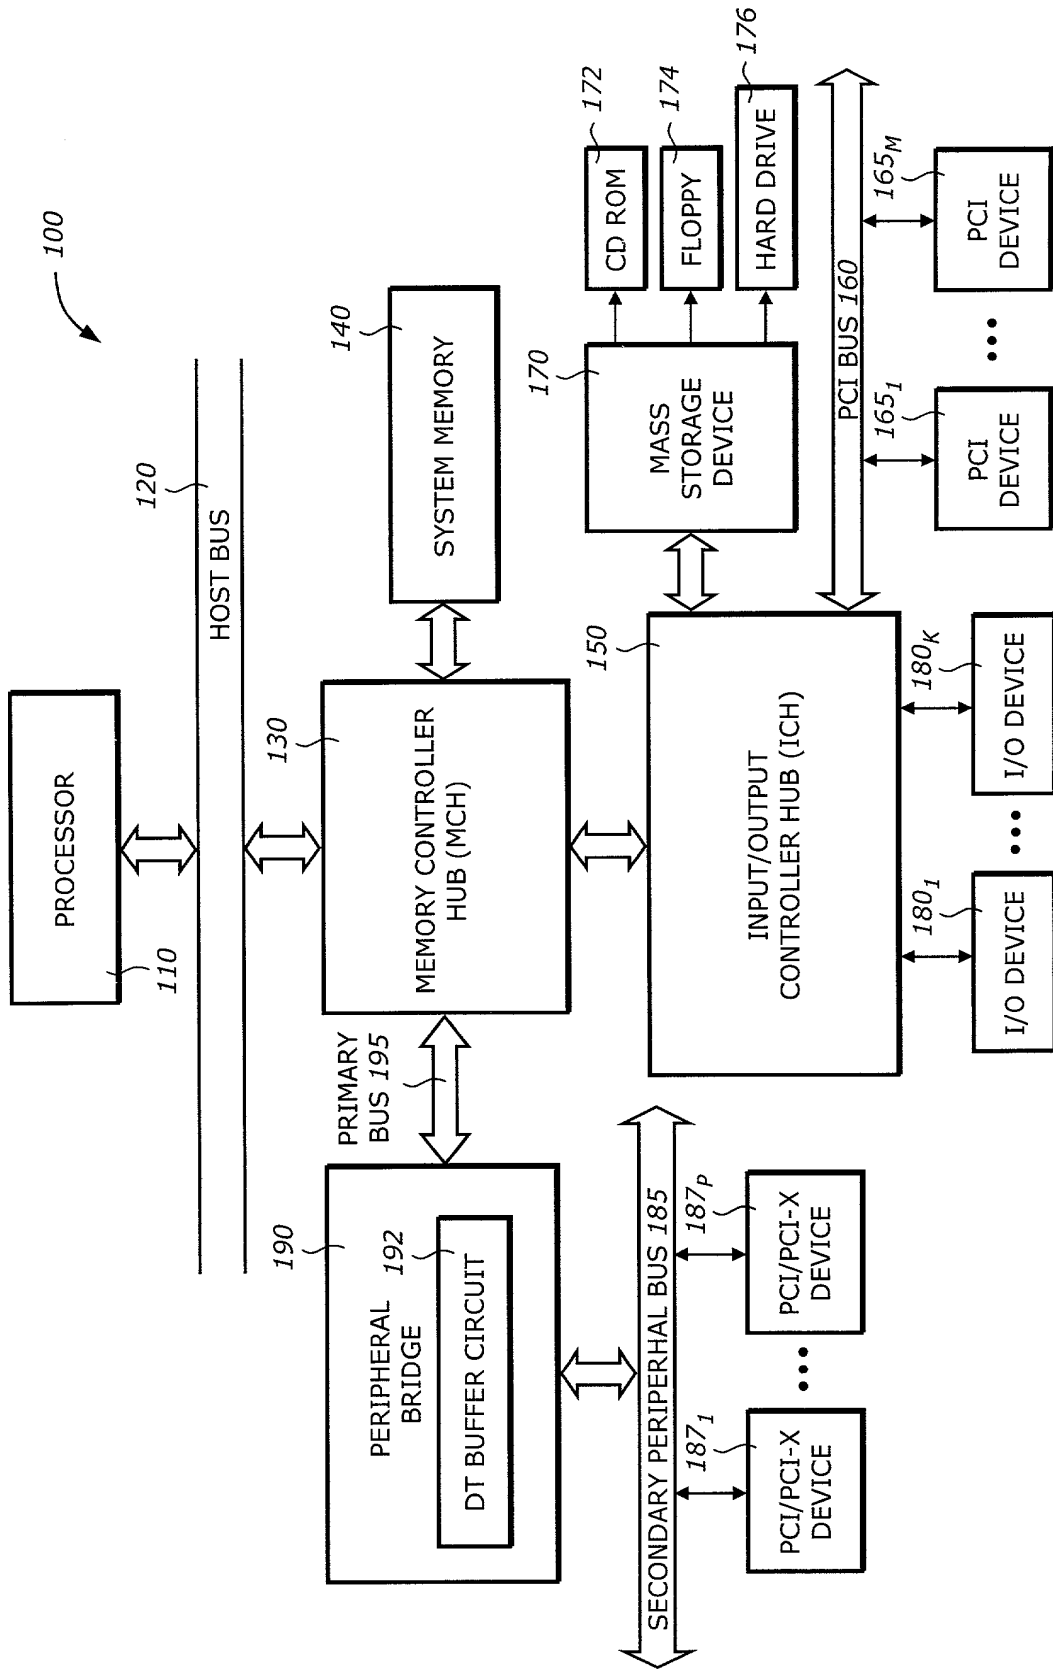 100
PROCESSOR
110
120
HOST BUS
130
MEMORY CONTROLLER
HUB (MCH)
140
SYSTEM MEMORY
PRIMARY
BUS 195
190
PERIPHERAL
BRIDGE
192
DT BUFFER CIRCUIT
150
INPUT/OUTPUT
CONTROLLER HUB (ICH)
170
MASS
STORAGE
DEVICE
172
CD ROM
174
FLOPPY
176
HARD DRIVE
SECONDARY PERIPERHAL BUS 185
187₁
PCI/PCI-X
DEVICE
•••
187ₚ
PCI/PCI-X
DEVICE
180₁
I/O DEVICE
•••
180K
I/O DEVICE
PCI BUS 160
165₁
PCI
DEVICE
•••
165M
PCI
DEVICE